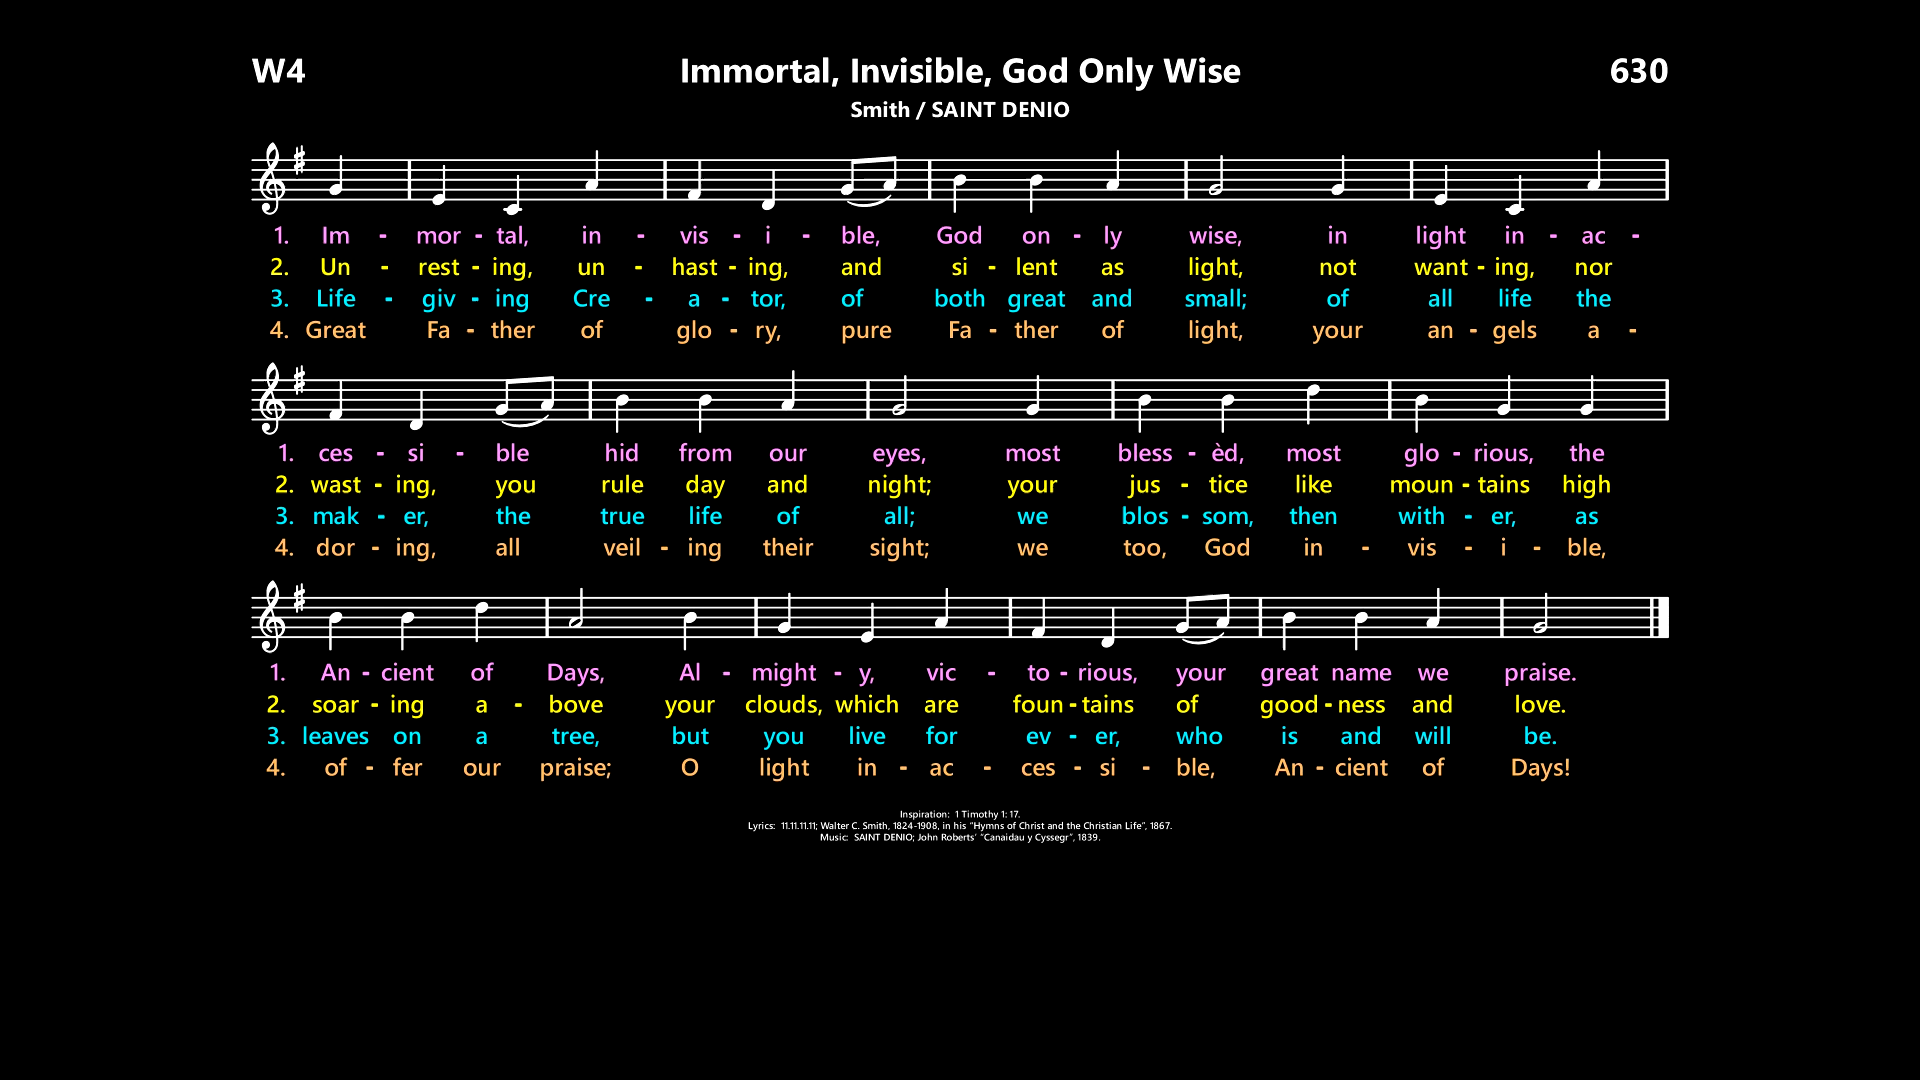 W4 Immortal, Invisible, God Only Wise 630
Smith / SAINT DENIO
1. Im - mor - tal, in - vis - i - ble, God on - ly wise, in light in - ac -
2. Un - rest - ing, un - hast - ing, and si - lent as light, not want - ing, nor
3. Life - giv - ing Cre - a - tor, of both great and small; of all life the
4. Great Fa - ther of glo - ry, pure Fa - ther of light, your an - gels a -
1. ces - si - ble hid from our eyes, most bless - èd, most glo - rious, the
2. wast - ing, you rule day and night; your jus - tice like moun - tains high
3. mak - er, the true life of all; we blos - som, then with - er, as
4. dor - ing, all veil - ing their sight; we too, God in - vis - i - ble,
1. An - cient of Days, Al - might - y, vic - to - rious, your great name we praise.
2. soar - ing a - bove your clouds, which are foun - tains of good - ness and love.
3. leaves on a tree, but you live for ev - er, who is and will be.
4. of - fer our praise; O light in - ac - ces - si - ble, An - cient of Days!
Inspiration: 1 Timothy 1: 17.
Lyrics: 11.11.11.11; Walter C. Smith, 1824-1908, in his “Hymns of Christ and the Christian Life”, 1867.
Music: SAINT DENIO; John Roberts’ “Canaidau y Cyssegr”, 1839.